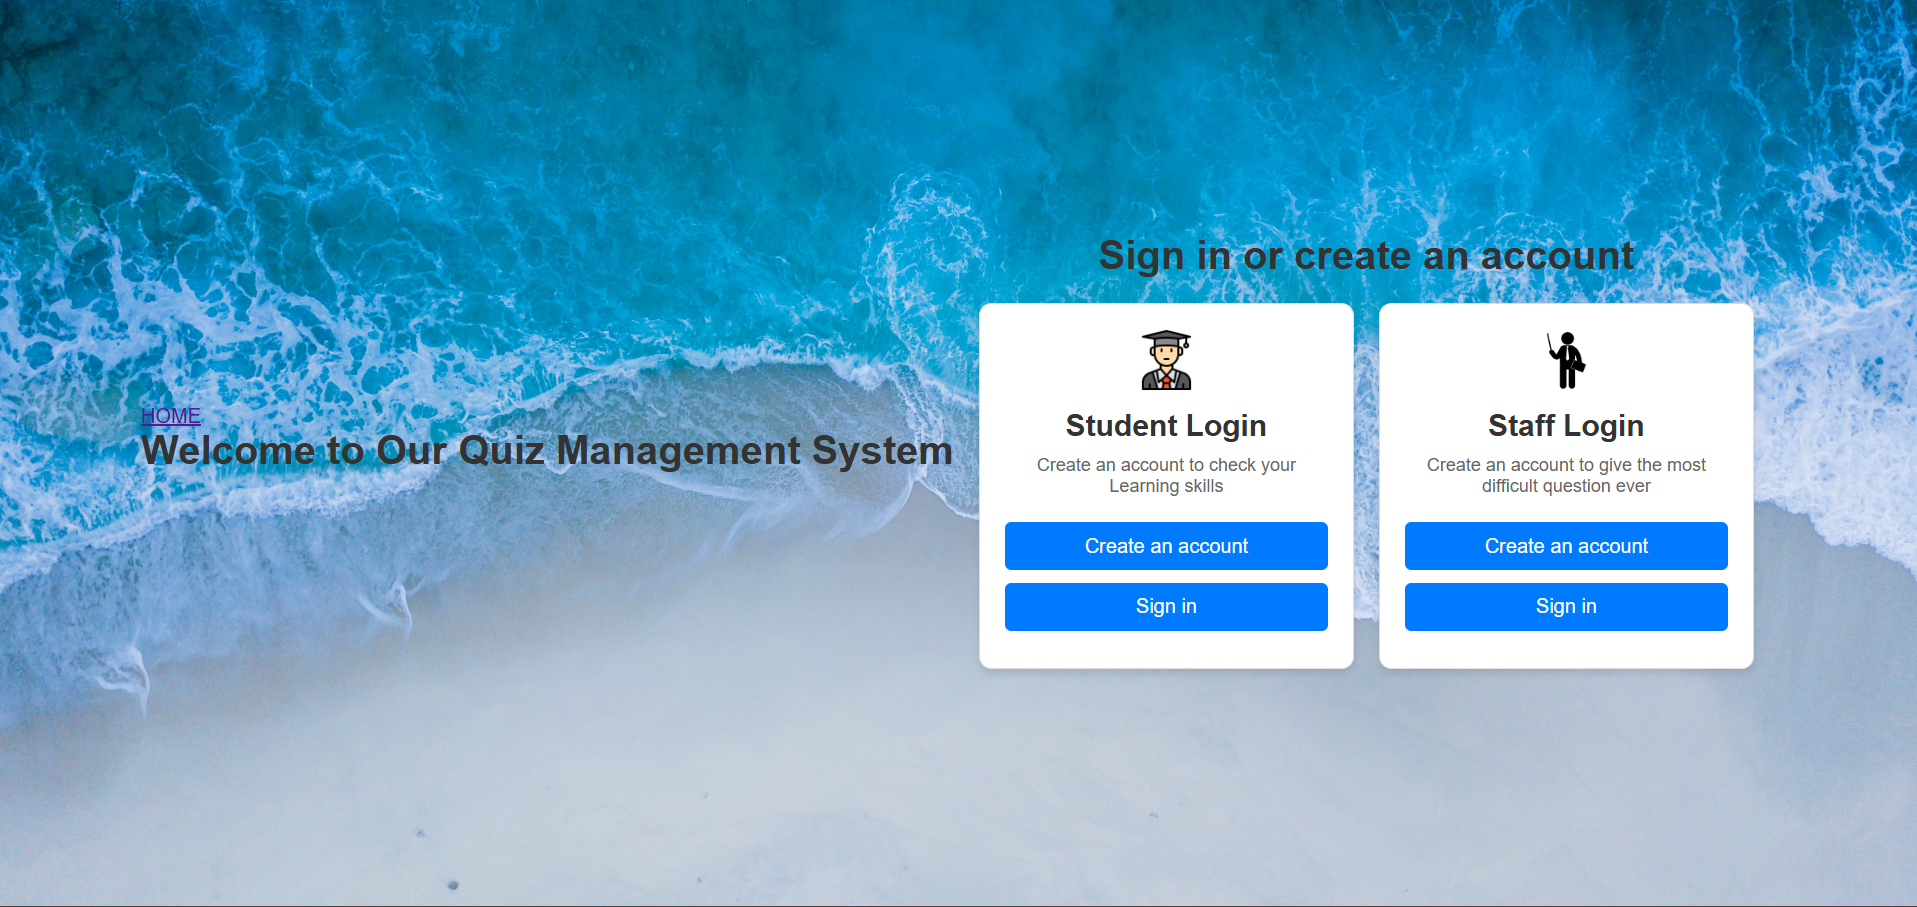 HOME
Welcome to Our Quiz Management System
Sign in or create an account
Student Login
Create an account to check your
Learning skills
Create an account
Sign in
Staff Login
Create an account to give the most
difficult question ever
Create an account
Sign in